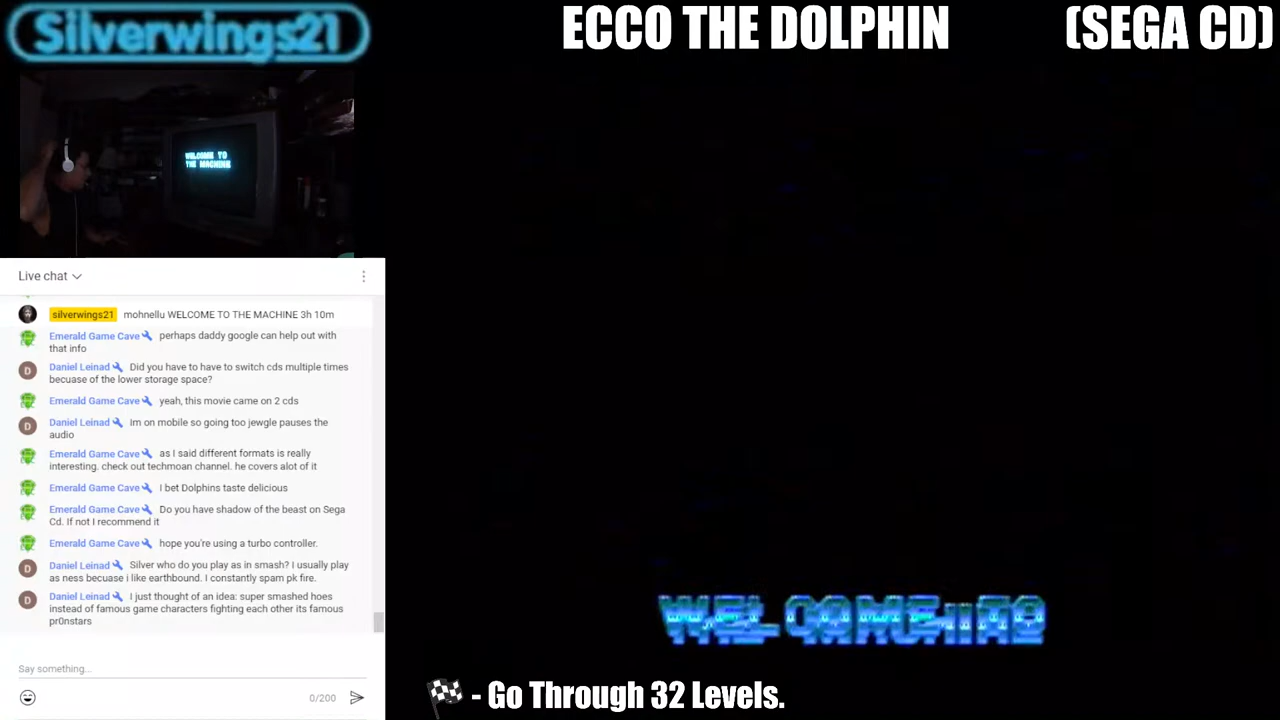 Silverwings21
ECCO THE DOLPHIN (SEGA CD)
WELCOME TO
THE MACHINE
Live chat
silverwings21 mohnellu WELCOME TO THE MACHINE 3h 10m
Emerald Game Cave perhaps daddy google can help out with
that info
Daniel Leinad Did you have to have to switch cds multiple times
becuase of the lower storage space?
Emerald Game Cave yeah, this movie came on 2 cds
D
Daniel Leinad Im on mobile so going too jewgle pauses the
audio
D
Emerald Game Cave as I said different formats is really
interesting. check out techmoan channel. he covers alot of it
Emerald Game Cave I bet Dolphins taste delicious
Emerald Game Cave Do you have shadow of the beast on Sega
Cd. If not I recommend it
Emerald Game Cave hope you're using a turbo controller.
Daniel Leinad Silver who do you play as in smash? I usually play
as ness becuase i like earthbound. I constantly spam pk fire.
D
Daniel Leinad I just thought of an idea: super smashed hoes
instead of famous game characters fighting each other its famous
pr0nstars
D
Say something...
0/200
WELCOME TO
- Go Through 32 Levels.